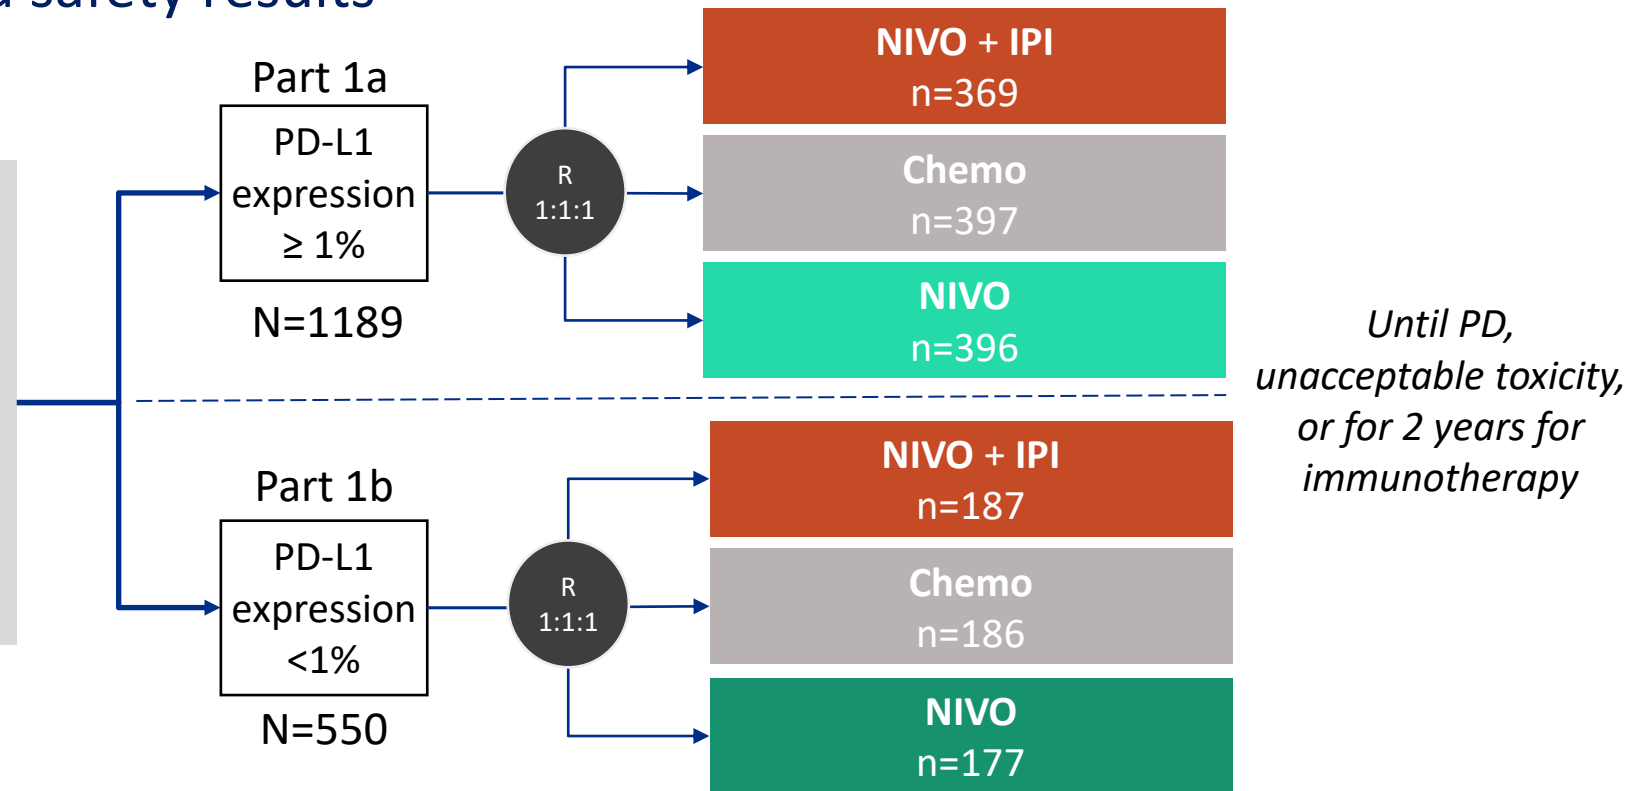 safety results
Part 1a
PD-L1
expression
≥ 1%
N=1189
R
1:1:1
NIVO + IPI
n=369
Chemo
n=397
NIVO
n=396
Part 1b
PD-L1
expression
<1%
N=550
R
1:1:1
NIVO + IPI
n=187
Chemo
n=186
NIVO
n=177
Until PD,
unacceptable toxicity,
or for 2 years for
immunotherapy